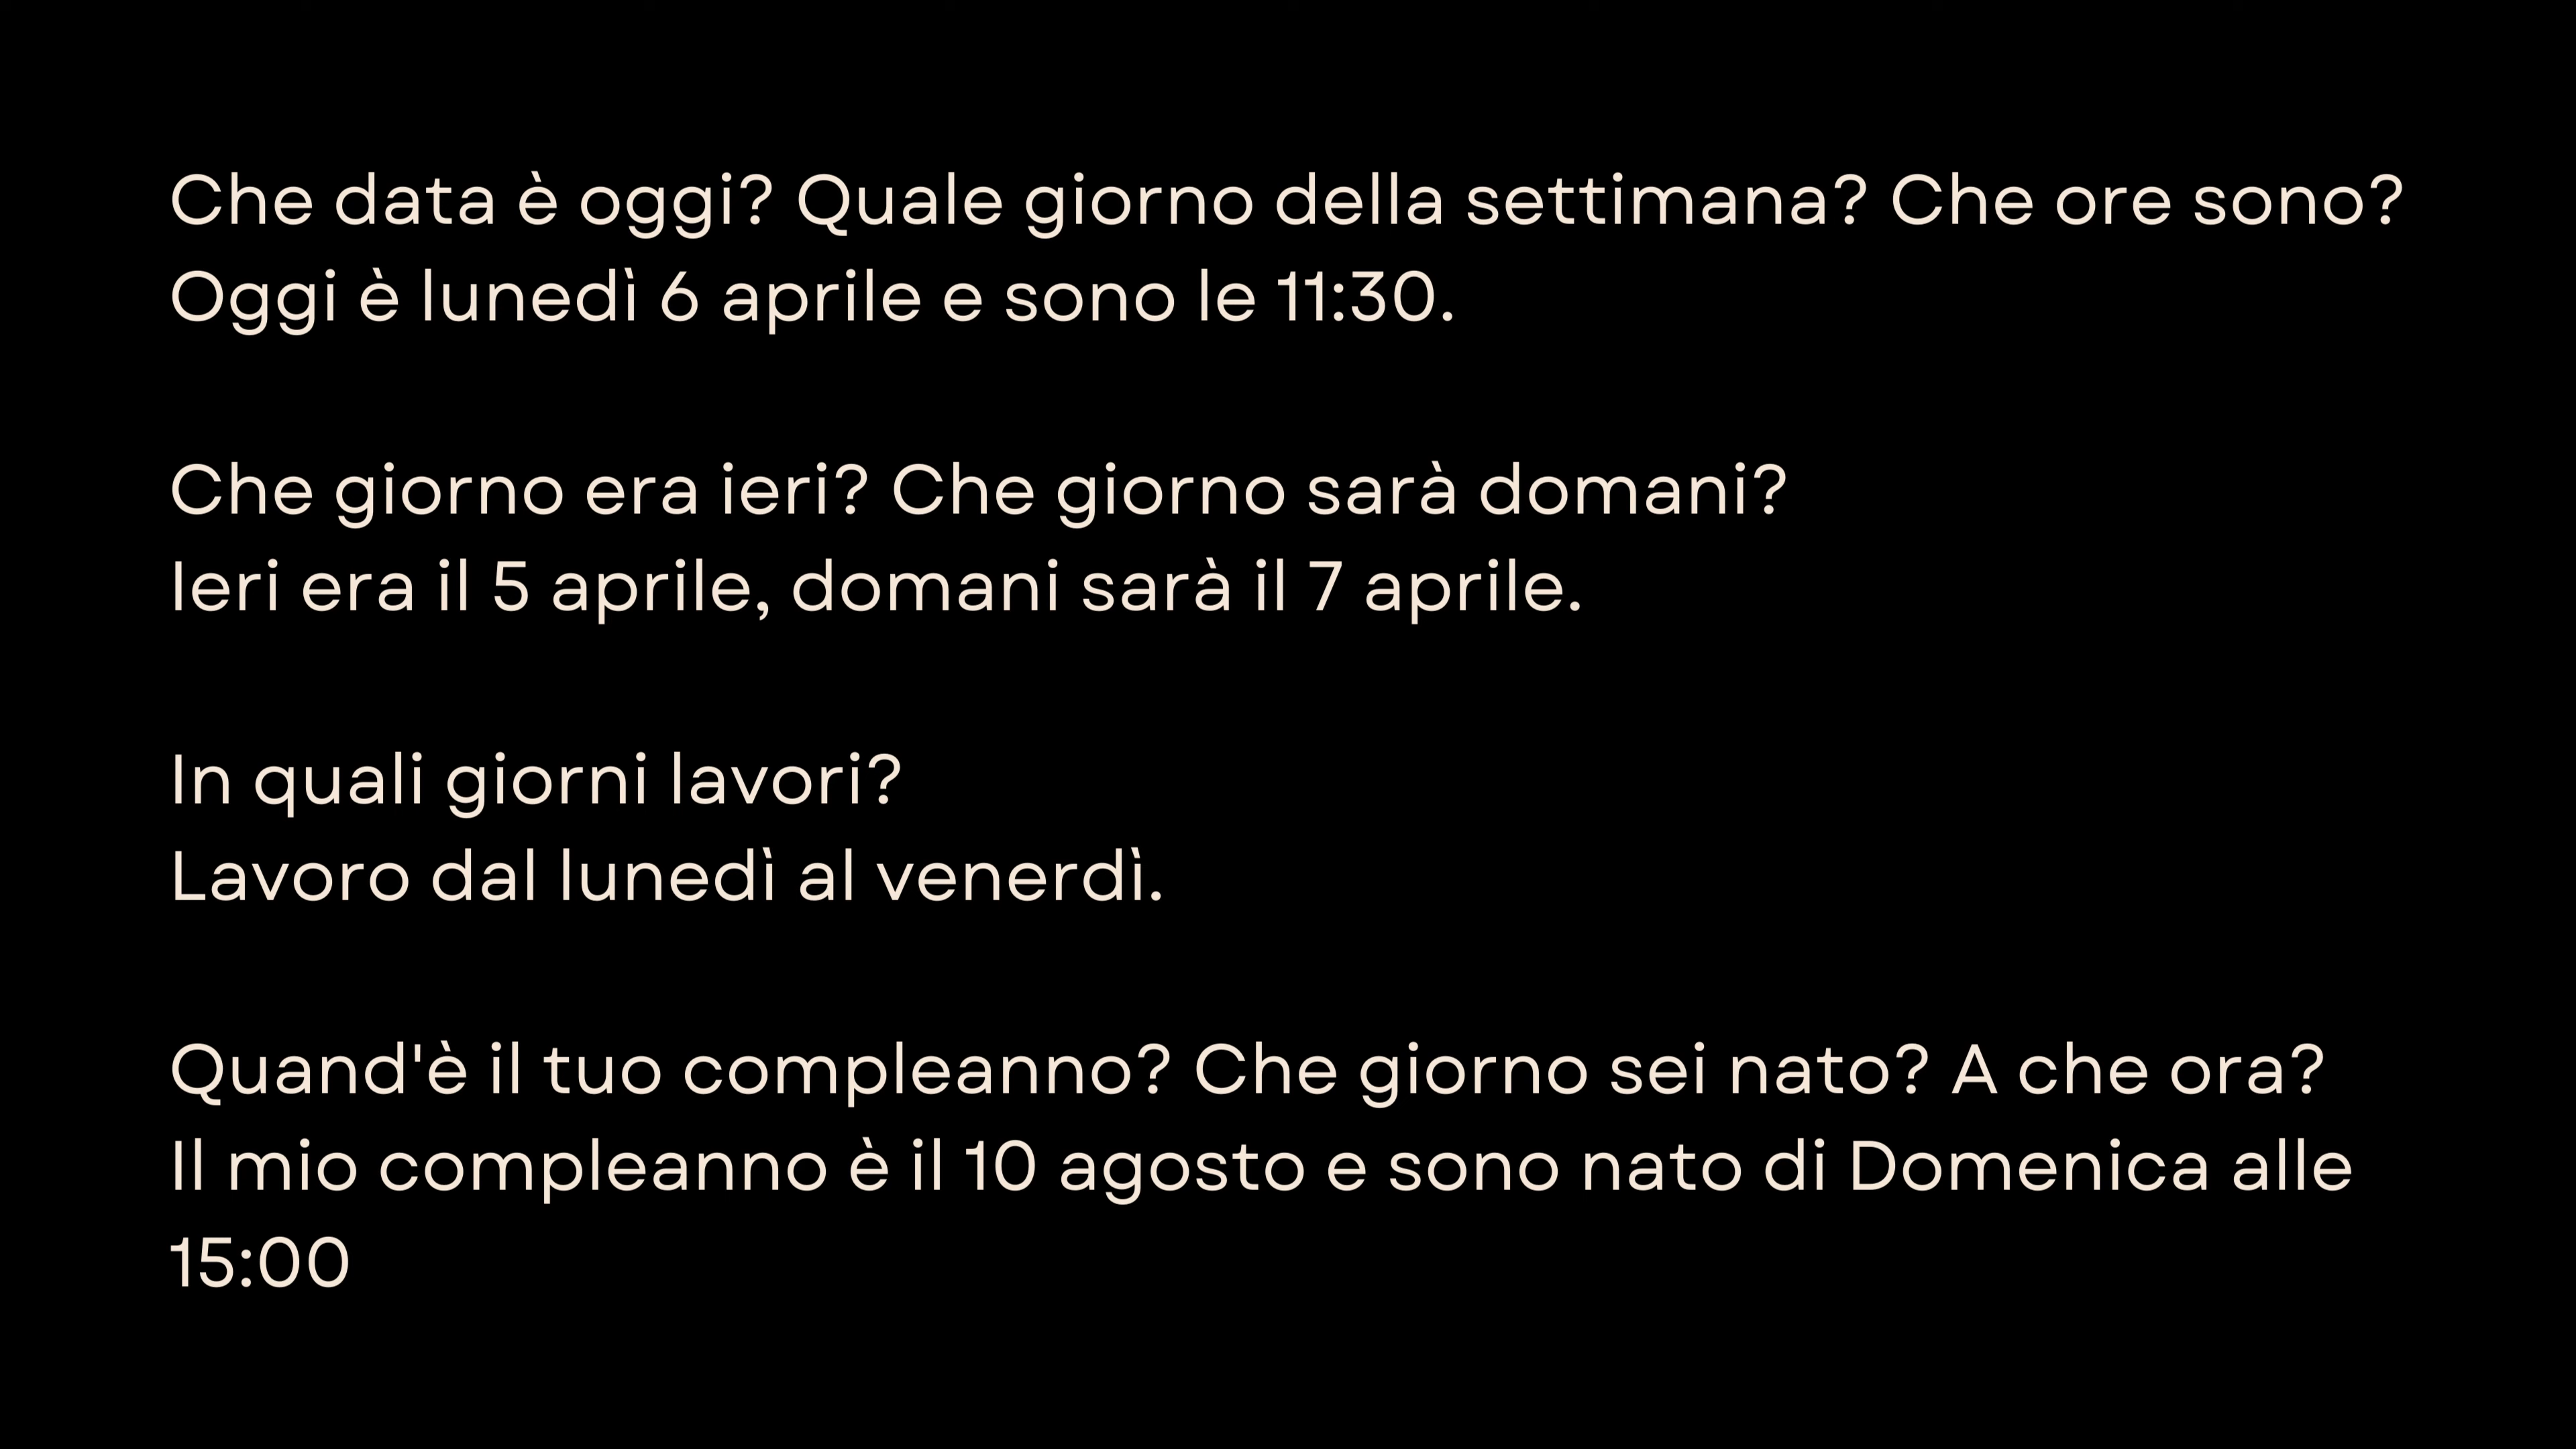 Che data è oggi? Quale giorno della settimana? Che ore sono?
Oggi è lunedì 6 aprile e sono le 11:30.
Che giorno era ieri? Che giorno sarà domani?
Ieri era il 5 aprile, domani sarà il 7 aprile.
In quali giorni lavori?
Lavoro dal lunedì al venerdì.
Quand'è il tuo compleanno? Che giorno sei nato? A che ora?
Il mio compleanno è il 10 agosto e sono nato di Domenica alle
15:00